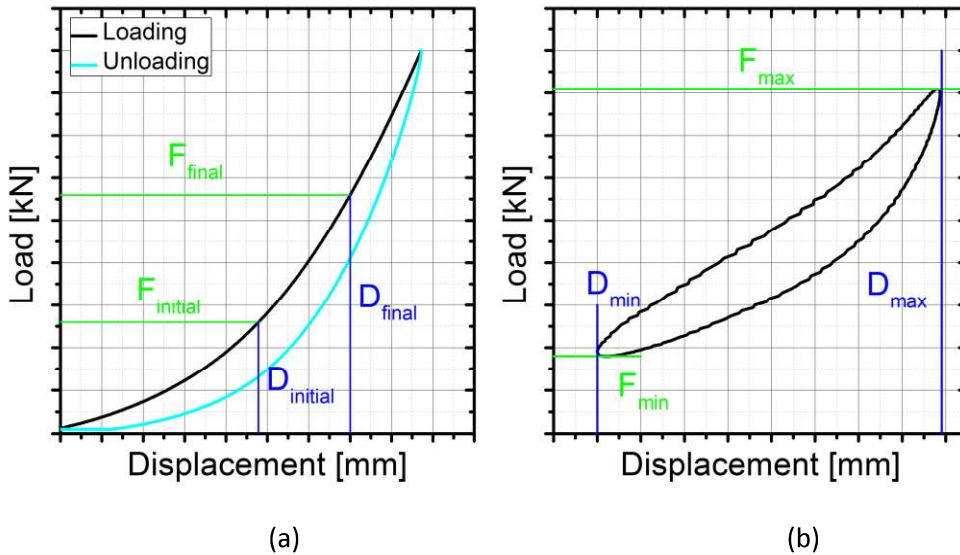 Loading
Unloading
F final
F initial
D final
D initial
Load [kN]
Displacement [mm]
(a)
F max
D min
D max
F min
Load [kN]
Displacement [mm]
(b)